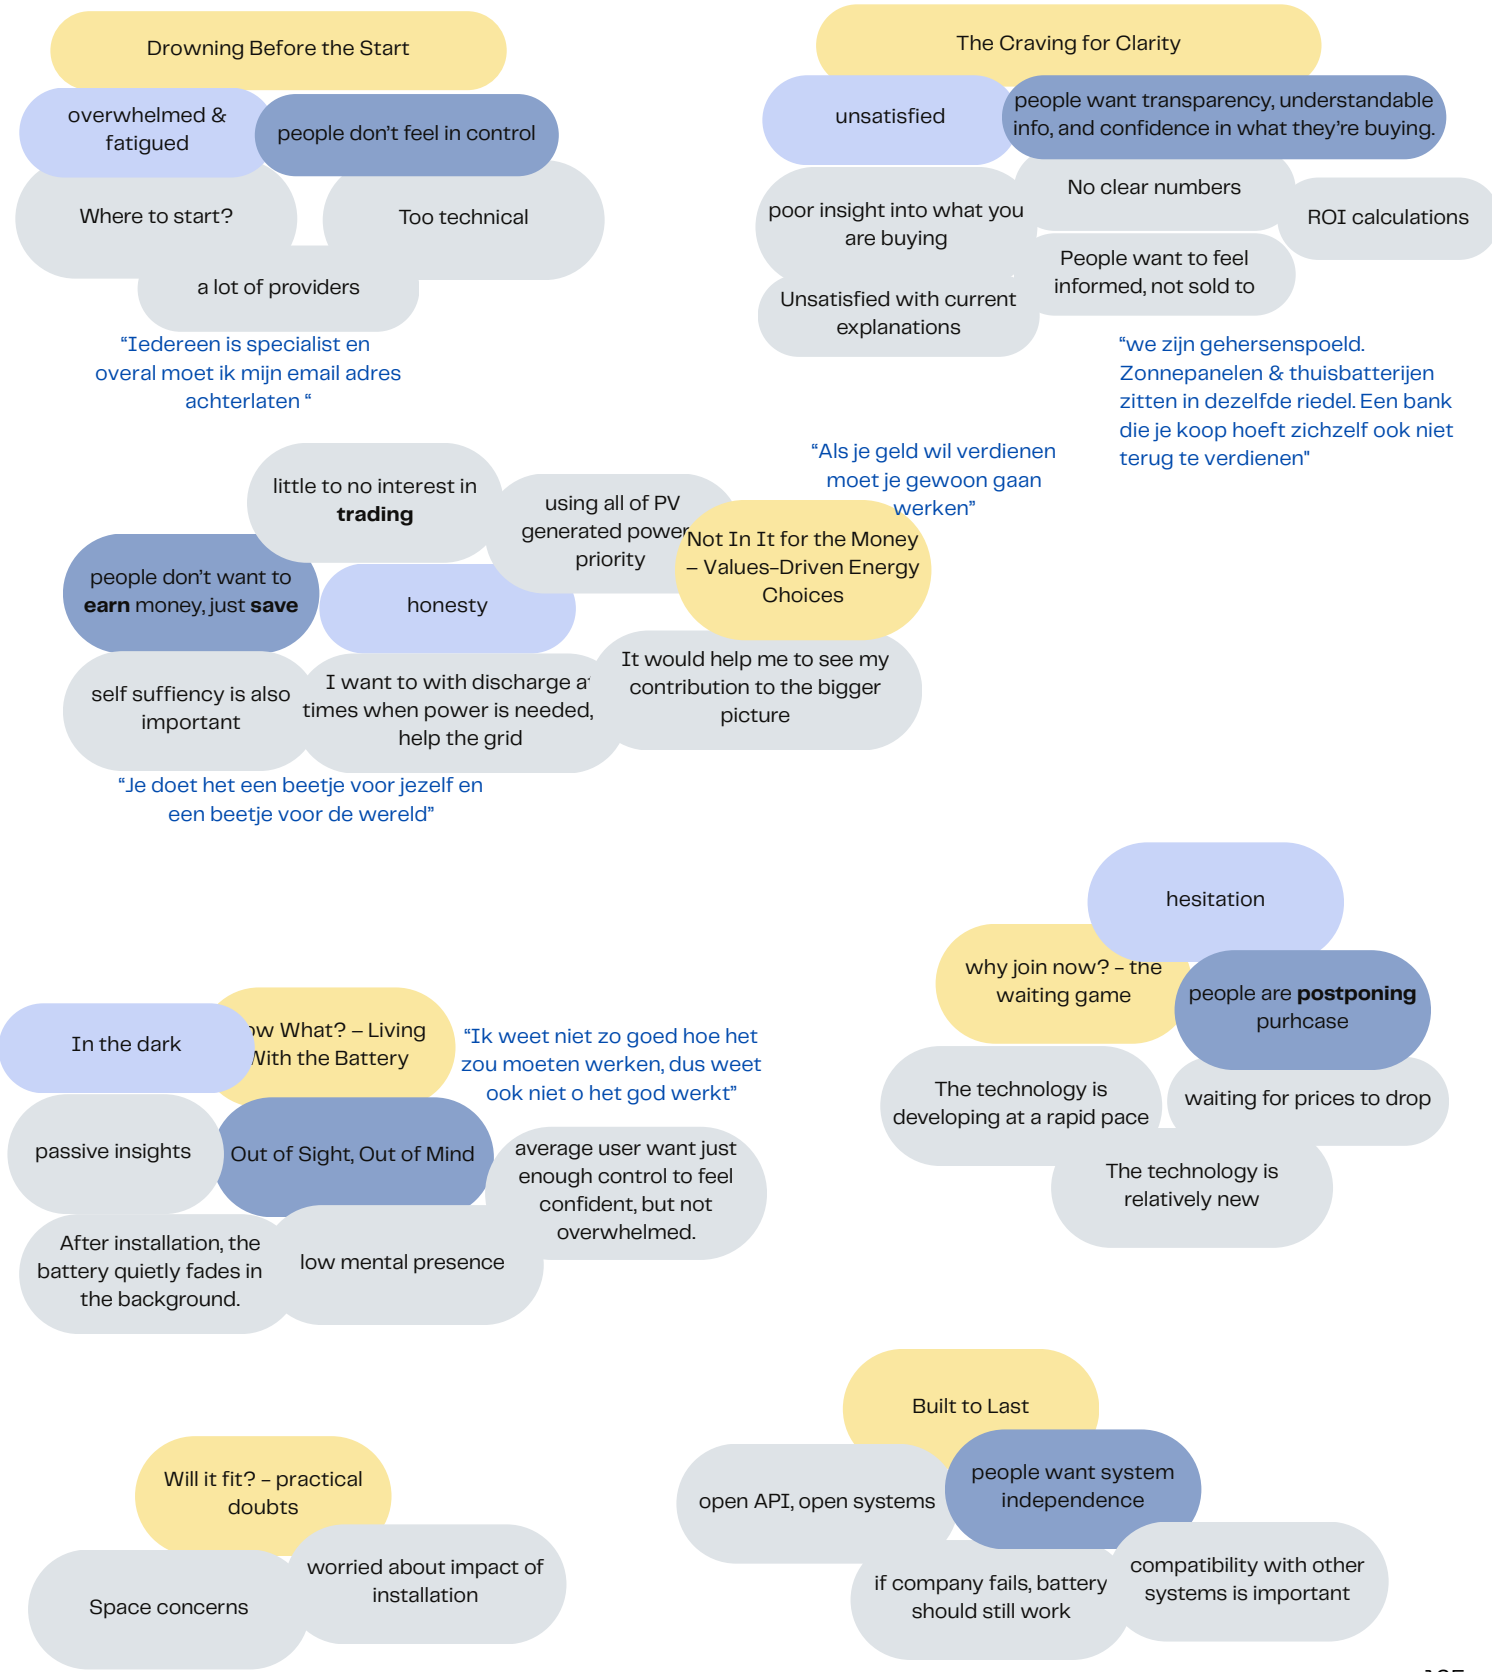 Drowning Before the Start
overwhelmed &
fatigued
people don't feel in control
Where to start?
Too technical
a lot of providers
“Iedereen is specialist en
overal moet ik mijn email adres
achterlaten “
The Craving for Clarity
unsatisfied
people want transparency, understandable
info, and confidence in what they're buying.
poor insight into what you
are buying
No clear numbers
ROI calculations
People want to feel
informed, not sold to
Unsatisfied with current
explanations
“we zijn gehersenspoeld.
Zonnepanelen & thuisbatterijen
zitten in dezelfde riedel. Een bank
die je koop hoeft zichzelf ook niet
terug te verdienen"
“Als je geld wil verdienen
moet je gewoon gaan
werken”
little to no interest in
trading
using all of PV
generated power
priority
Not In It for the Money
– Values-Driven Energy
Choices
people don't want to
earn money, just save
honesty
self suffiency is also
important
I want to with discharge
times when power is needed,
help the grid
It would help me to see my
contribution to the bigger
picture
“Je doet het een beetje voor jezelf en
een beetje voor de wereld”
hesitation
why join now? - the
waiting game
people are postponing
purhcase
The technology is
developing at a rapid pace
waiting for prices to drop
The technology is
relatively new
In the dark
What? – Living
With the Battery
“Ik weet niet zo goed hoe het
zou moeten werken, dus weet
ook niet o het god werkt”
passive insights
Out of Sight, Out of Mind
average user want just
enough control to feel
confident, but not
overwhelmed.
After installation, the
battery quietly fades in
the background.
low mental presence
Will it fit? - practical
doubts
Space concerns
worried about impact of
installation
Built to Last
open API, open systems
people want system
independence
if company fails, battery
should still work
compatibility with other
systems is important